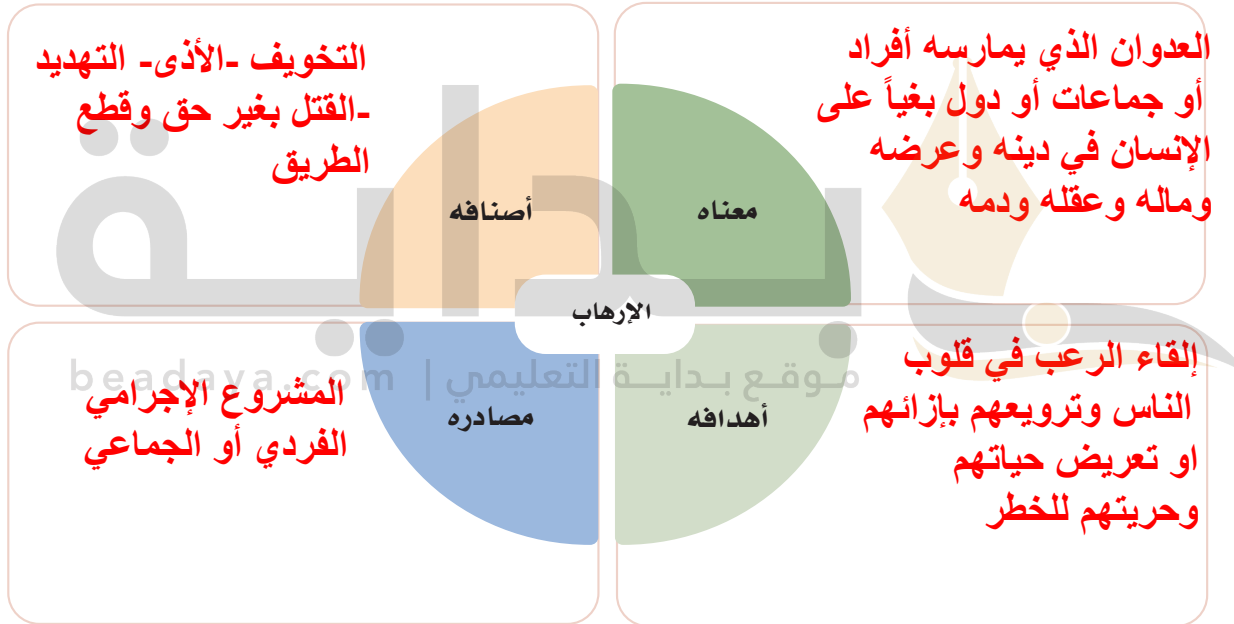 العدوان الذي يمارسه أفراد
أو جماعات أو دول بغياً على
الإنسان في دينه وعرضه
وماله وعقله ودمه
معناه
التخويف -الأذى- التهديد
-القتل بغير حق وقطع
الطريق
أصنافه
الإرهاب
إلقاء الرعب في قلوب
الناس وترويعهم بإزائهم
او تعريض حياتهم
وحريتهم للخطر
أهدافه
المشروع الإجرامي
الفردي أو الجماعي
مصادره
بداية
موقع بداية التعليمي | beadaya.com